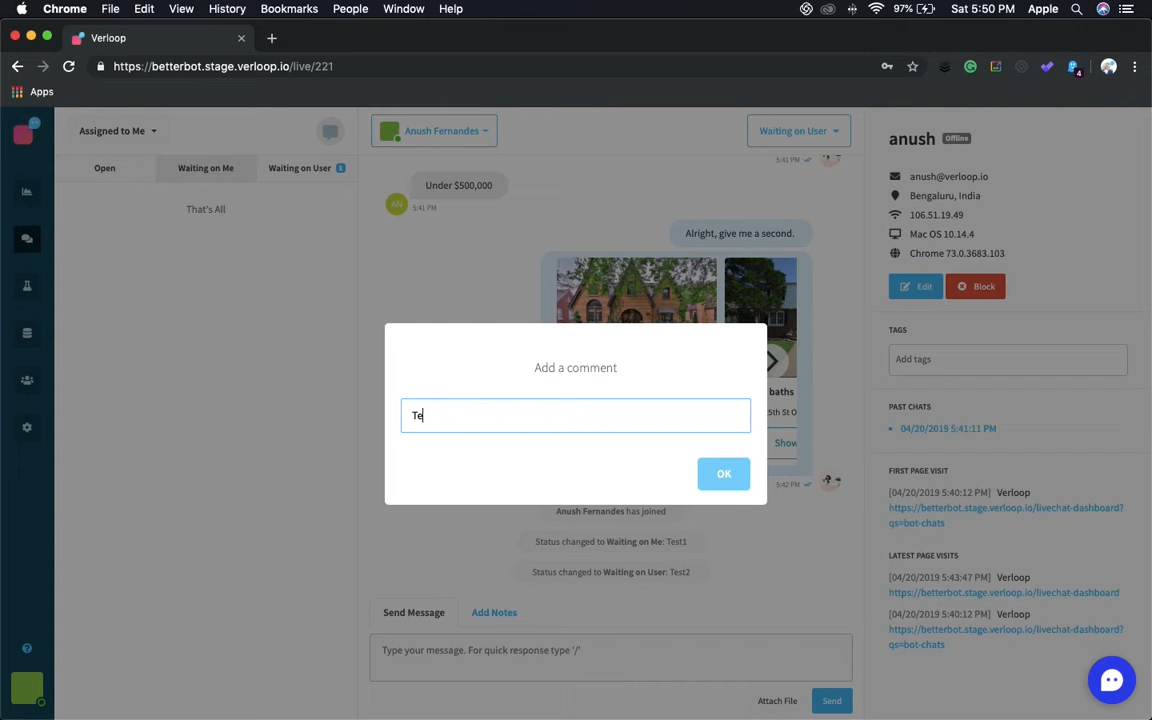 Chrome File Edit View History Bookmarks People Window Help 97% Sat 5:50 PM Apple
Verloop
https://betterbot.stage.verloop.io/live/221
4
Apps
Assigned to Me
Open
Waiting on Me
Waiting on User 1
That's All
Anush Fernandes
Waiting on User
5:41 PM
Under $500,000
AN
5:41 PM
Alright, give me a second.
baths
5th St O
Show
5:42 PM
Add a comment
Te
OK
Anush Fernandes has joined
Status changed to Waiting on Me: Test1
Status changed to Waiting on User: Test2
Send Message
Add Notes
Type your message. For quick response type '/'
Attach File
Send
anush Offline
anush@verloop.io
Bengaluru, India
106.51.19.49
Mac OS 10.14.4
Chrome 73.0.3683.103
Edit
Block
TAGS
Add tags
PAST CHATS
04/20/2019 5:41:11 PM
FIRST PAGE VISIT
[04/20/2019 5:40:12 PM] Verloop
https://betterbot.stage.verloop.io/livechat-dashboard?
qs=bot-chats
LATEST PAGE VISITS
[04/20/2019 5:43:47 PM] Verloop
https://betterbot.stage.verloop.io/livechat-dashboard
[04/20/2019 5:40:12 PM] Verloop
https://betterbot.stage.verloop.io/livechat-dashboard?
qs=bot-chats